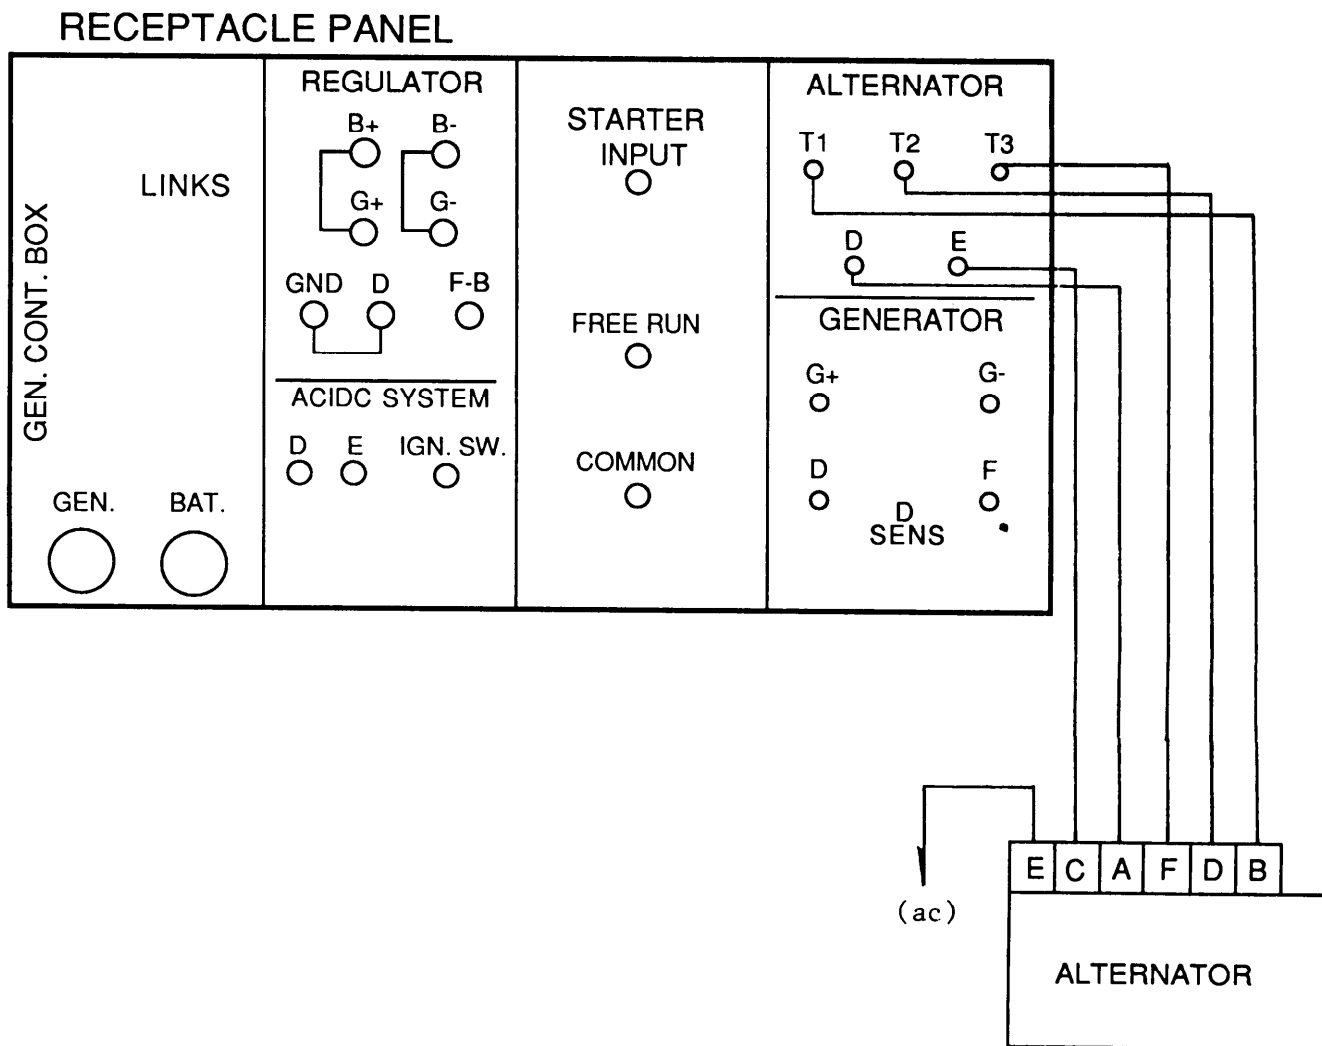 RECEPTACLE PANEL
GEN. CONT. BOX
LINKS
GEN. BAT.
REGULATOR
B+ B-
G+ G-
GND D F-B
ACIDC SYSTEM
D E IGN. SW.
STARTER
INPUT
FREE RUN
COMMON
ALTERNATOR
T1 T2 T3
D E
GENERATOR
G+ G-
D F
D
SENS
E C A F D B
(ac)
ALTERNATOR